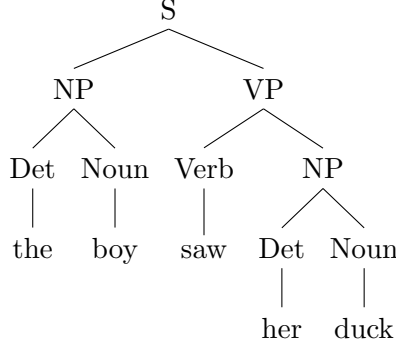 S
NP VP
Det Noun Verb NP
the boy saw Det Noun
her duck